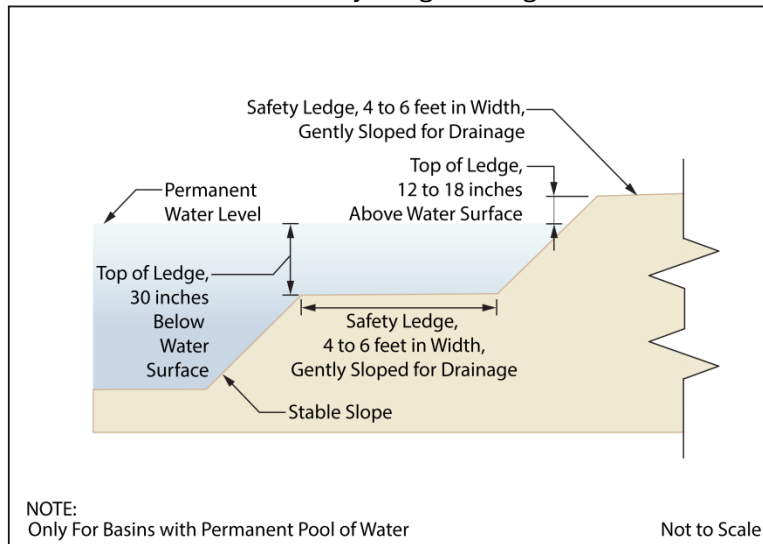 Safety Ledge, 4 to 6 feet in Width,
Gently Sloped for Drainage
Top of Ledge,
12 to 18 inches
Above Water Surface
Permanent
Water Level
Top of Ledge,
30 inches
Below
Water
Surface
Safety Ledge,
4 to 6 feet in Width,
Gently Sloped for Drainage
Stable Slope
NOTE:
Only For Basins with Permanent Pool of Water
Not to Scale